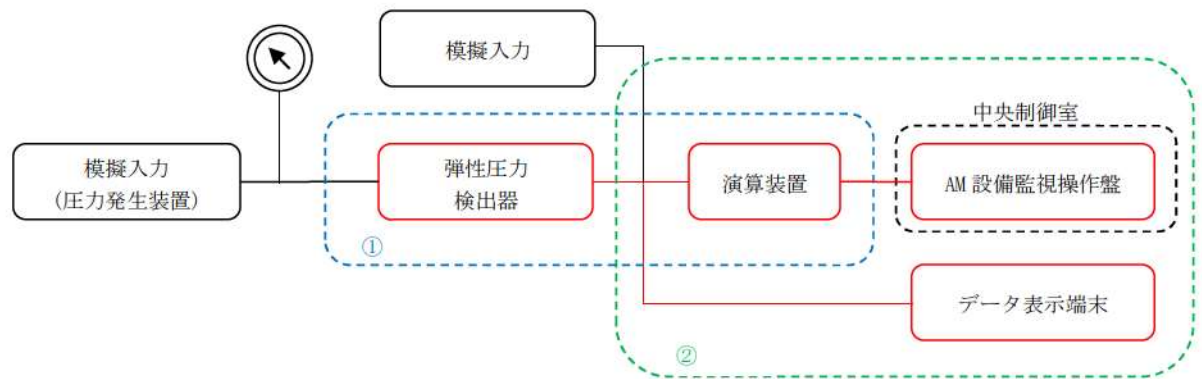 模擬入力
中央制御室
模擬入力
(圧力発生装置)
弾性圧力
検出器
演算装置
AM 設備監視操作盤
①
データ表示端末
②